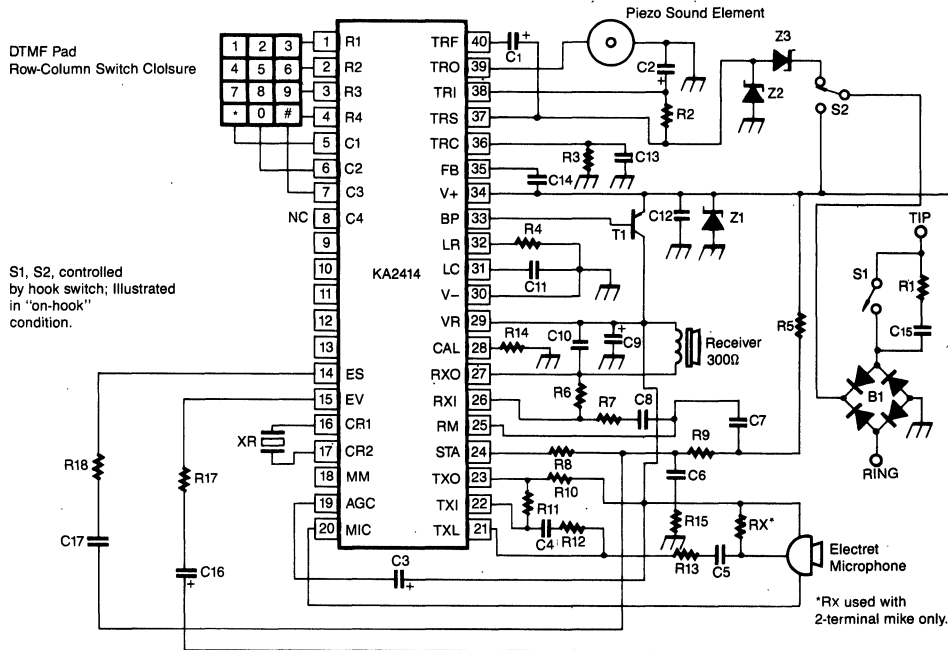 Piezo Sound Element
DTMF Pad
Row-Column Switch Clolsure
1 2 3
4 5 6
7 8 9
* 0 #
KA2414
1 R1
2 R2
3 R3
4 R4
5 C1
6 C2
7 C3
NC 8 C4
9
10
11
12
13
14 ES
15 EV
16 CR1
17 CR2
18 MM
19 AGC
20 MIC
TRF 40
TRO 39
TRI 38
TRS 37
TRC 36
FB 35
V+ 34
BP 33
LR 32
LC 31
V− 30
VR 29
CAL 28
RXO 27
RXI 26
RM 25
STA 24
TXO 23
TXI 22
TXL 21
S1, S2, controlled
by hook switch; Illustrated
in "on-hook"
condition.
XR
R18
R17
C17
C16
+
C3
+
C1
+
C2
+
R2
Z3
Z2
S2
R3
C13
C14
T1
C12
Z1
R4
C11
R14
C10
+
C9
Receiver
300Ω
R5
TIP
S1
R1
C15
B1
RING
R6
R7
C8
C7
R8
R9
C6
R10
R11
C4
R12
R15
RX*
R13
C5
Electret
Microphone
*Rx used with
2-terminal mike only.